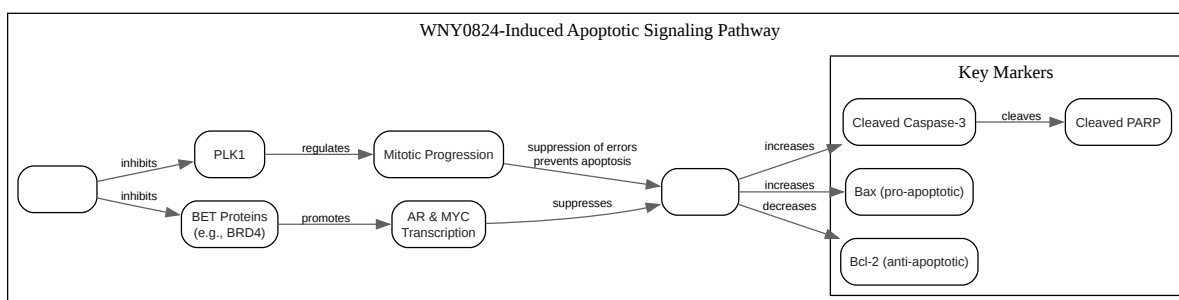 WNY0824-Induced Apoptotic Signaling Pathway
Key Markers
inhibits
inhibits
PLK1
BET Proteins
(e.g., BRD4)
regulates
promotes
Mitotic Progression
AR & MYC
Transcription
suppression of errors
prevents apoptosis
suppresses
increases
increases
decreases
Cleaved Caspase-3
cleaves
Cleaved PARP
Bax (pro-apoptotic)
Bcl-2 (anti-apoptotic)